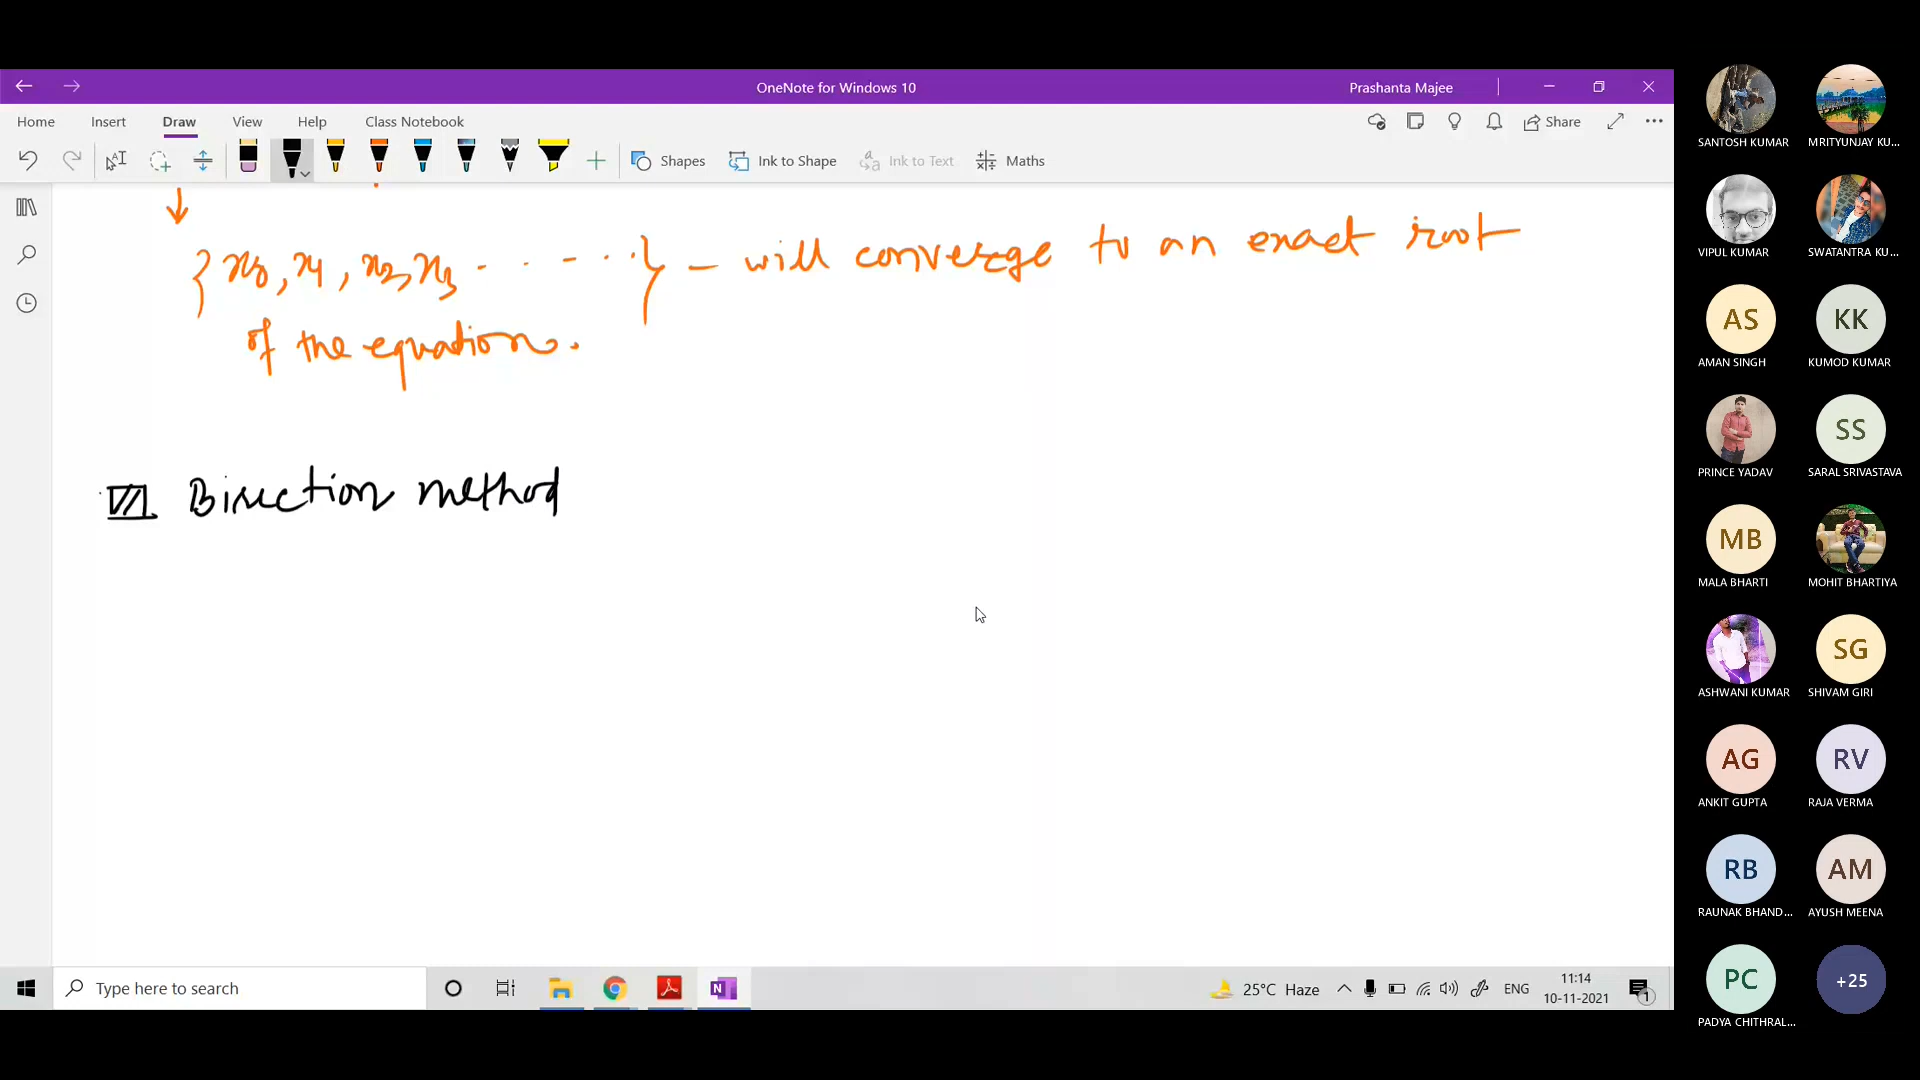 OneNote for Windows 10
Prashanta Majee
Home Insert Draw View Help Class Notebook
Share
Shapes Ink to Shape Ink to Text Maths
{x0, x1, x2, x3 - . . - - . . .} - will converge to an exact root
of the equation.
Bisection method
Type here to search
25°C Haze
ENG
11:14
10-11-2021
1
SANTOSH KUMAR
MRITYUNJAY KU...
VIPUL KUMAR
SWATANTRA KU...
AS
KK
AMAN SINGH
KUMOD KUMAR
SS
PRINCE YADAV
SARAL SRIVASTAVA
MB
MALA BHARTI
MOHIT BHARTIYA
SG
ASHWANI KUMAR
SHIVAM GIRI
AG
RV
ANKIT GUPTA
RAJA VERMA
RB
AM
RAUNAK BHAND...
AYUSH MEENA
PC
+25
PADYA CHITHRAL...